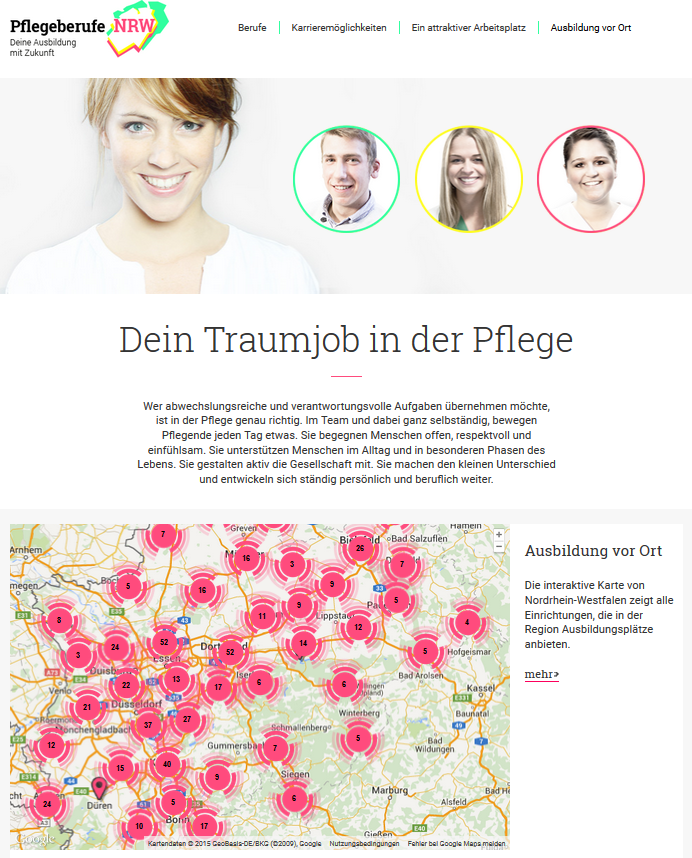 Pflegeberufe NRW
Deine Ausbildung
mit Zukunft
Berufe
Karrieremöglichkeiten
Ein attraktiver Arbeitsplatz
Ausbildung vor Ort
Dein Traumjob in der Pflege
Wer abwechslungsreiche und verantwortungsvolle Aufgaben übernehmen möchte,
ist in der Pflege genau richtig. Im Team und dabei ganz selbständig, bewegen
Pflegende jeden Tag etwas. Sie begegnen Menschen offen, respektvoll und
einfühlsam. Sie unterstützen Menschen im Alltag und in besonderen Phasen des
Lebens. Sie gestalten aktiv die Gesellschaft mit. Sie machen den kleinen Unterschied
und entwickeln sich ständig persönlich und beruflich weiter.
Greven
Hameln
7
26
Bad Salzuflen
Arnhem
16
3
7
5
16
9
5
E35
43
33
11
9
Lippstadt
8
12
4
24
52
Dortmund
52
14
5
Hofgeismar
3
Essen
Duisburg
22
13
17
6
6
Bad Arolsen
Kassel
Venlo
52
21
Düsseldorf
37
27
Winterberg
Baunatal
12
Mönchengladbach
Schmallenberg
5
Bad
Wildungen
15
40
Gummersbach
7
9
Siegen
24
Düren
5
6
Marburg
Alsfeld
10
Bonn
17
Gießen
Google
Kartendaten © 2015 GeoBasis-DE/BKG (©2009), Google
Nutzungsbedingungen
Fehler bei Google Maps melden
+
−
Ausbildung vor Ort
Die interaktive Karte von
Nordrhein-Westfalen zeigt alle
Einrichtungen, die in der
Region Ausbildungsplätze
anbieten.
mehr